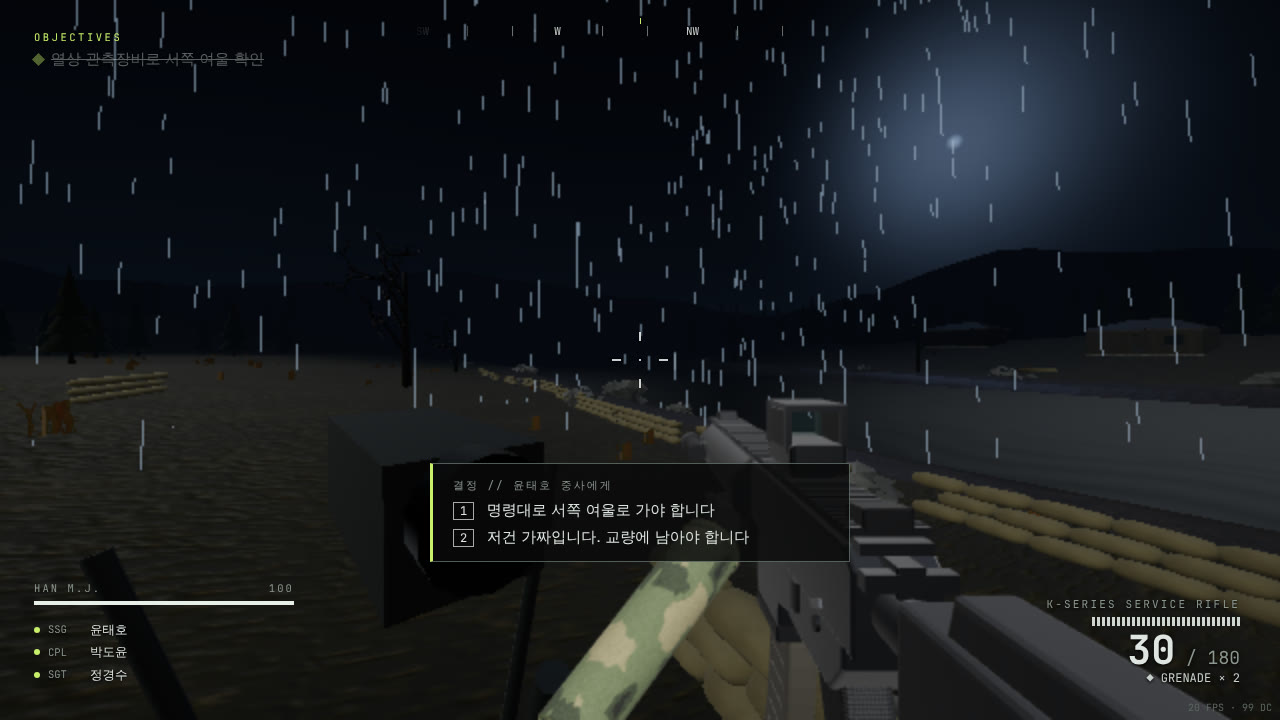 OBJECTIVES
열상 관측장비로 서쪽 여울 확인
SW
W
NW
결정 // 윤태호 중사에게
1 명령대로 서쪽 여울로 가야 합니다
2 저건 가짜입니다. 교량에 남아야 합니다
HAN M.J. 100
SSG 윤태호
CPL 박도윤
SGT 정경수
K-SERIES SERVICE RIFLE
30 / 180
◆ GRENADE × 2
20 FPS · 99 DC